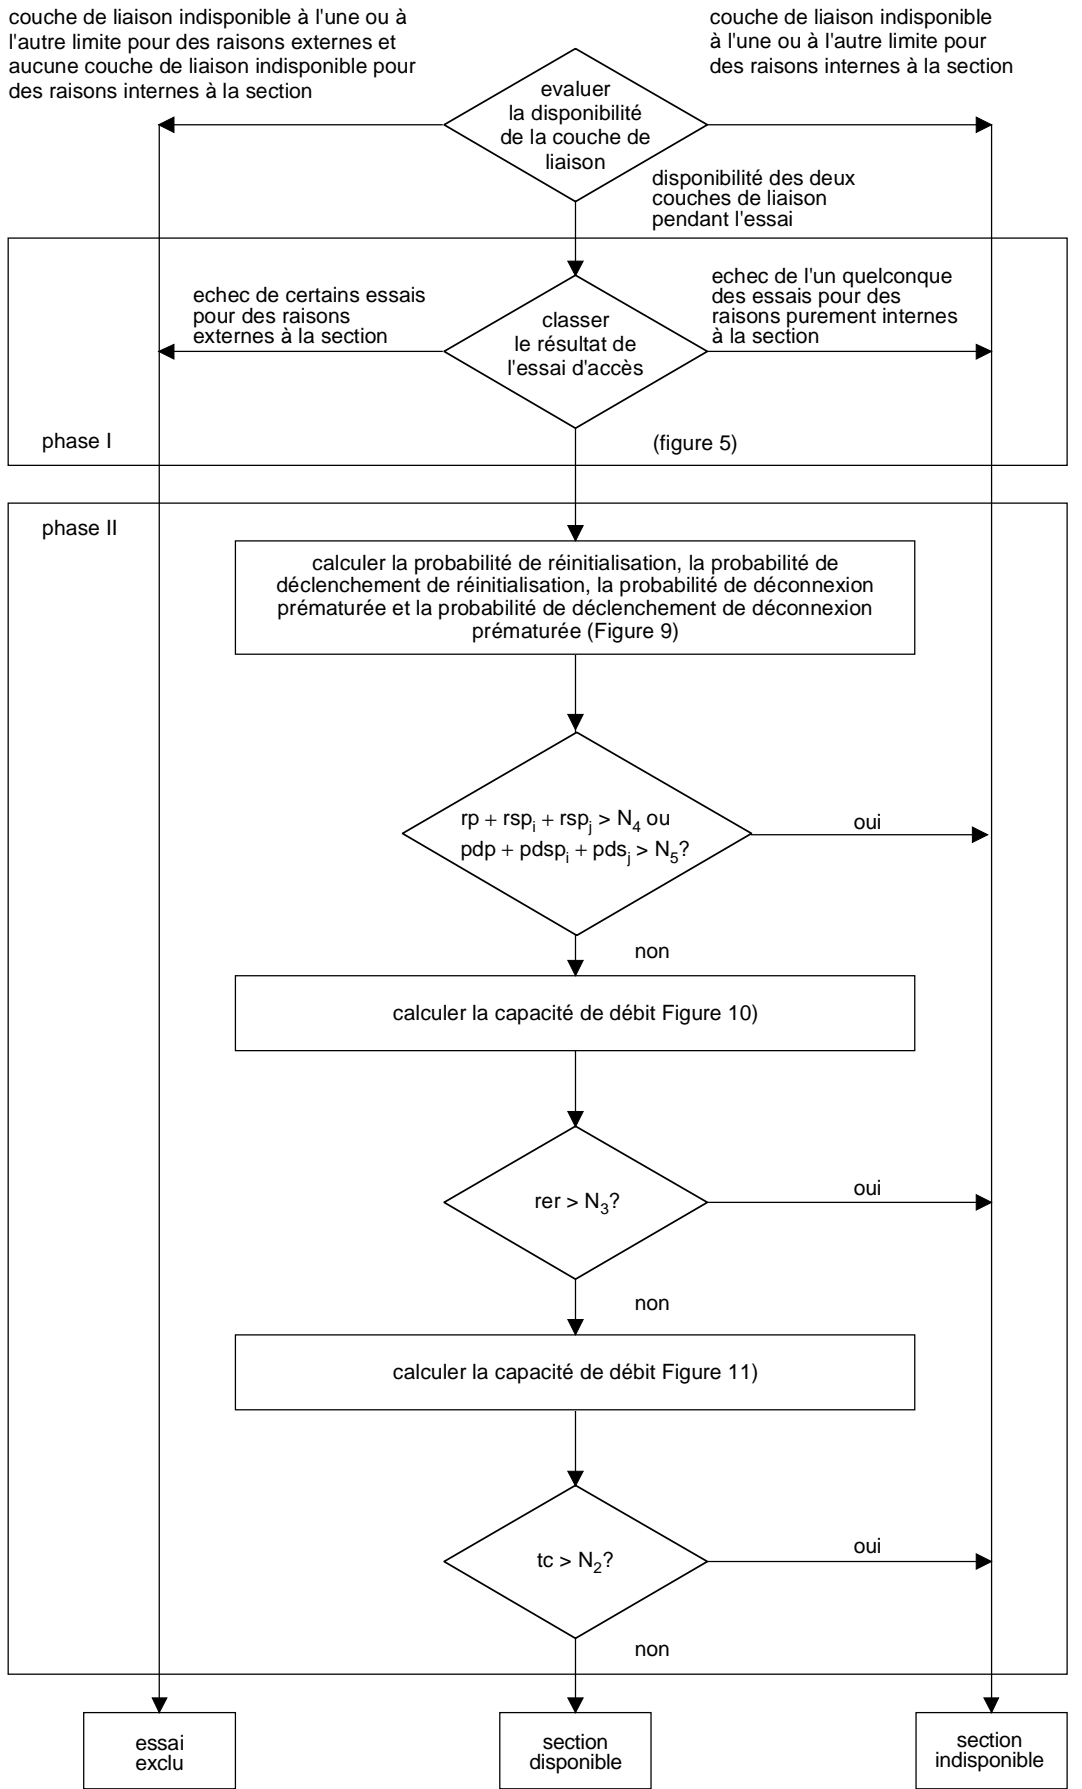 couche de liaison indisponible à l'une ou à
l'autre limite pour des raisons externes et
aucune couche de liaison indisponible pour
des raisons internes à la section
couche de liaison indisponible
à l'une ou à l'autre limite pour
des raisons internes à la section
evaluer
la disponibilité
de la couche de
liaison
disponibilité des deux
couches de liaison
pendant l'essai
echec de certains essais
pour des raisons
externes à la section
classer
le résultat de
l'essai d'accès
echec de l'un quelconque
des essais pour des
raisons purement internes
à la section
phase I
(figure 5)
phase II
calculer la probabilité de réinitialisation, la probabilité de
déclenchement de réinitialisation, la probabilité de déconnexion
prématurée et la probabilité de déclenchement de déconnexion
prématurée (Figure 9)
rp + rsp_i + rsp_j > N_4 ou
pdp + pdsp_i + pds_j > N_5?
oui
non
calculer la capacité de débit Figure 10)
rer > N_3?
oui
non
calculer la capacité de débit Figure 11)
tc > N_2?
oui
non
essai
exclu
section
disponible
section
indisponible